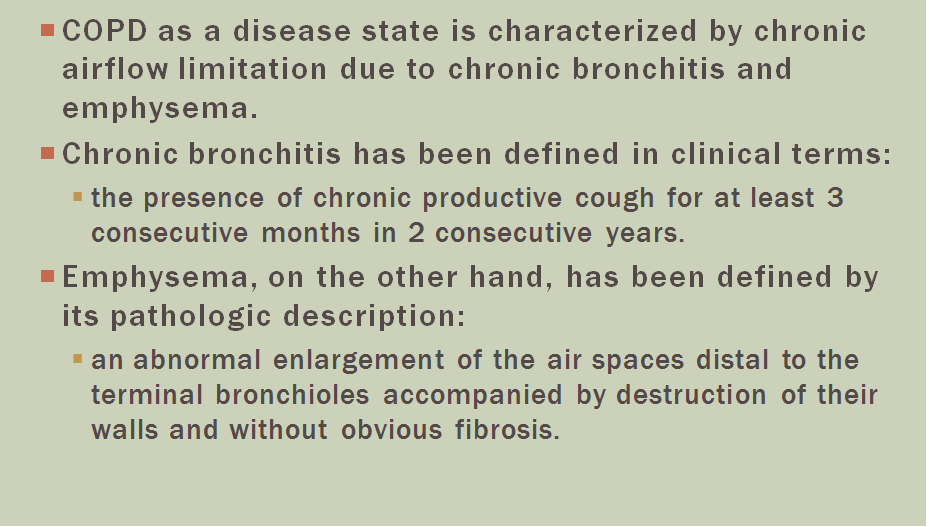 COPD as a disease state is characterized by chronic
airflow limitation due to chronic bronchitis and
emphysema.
Chronic bronchitis has been defined in clinical terms:
the presence of chronic productive cough for at least 3
consecutive months in 2 consecutive years.
Emphysema, on the other hand, has been defined by
its pathologic description:
an abnormal enlargement of the air spaces distal to the
terminal bronchioles accompanied by destruction of their
walls and without obvious fibrosis.